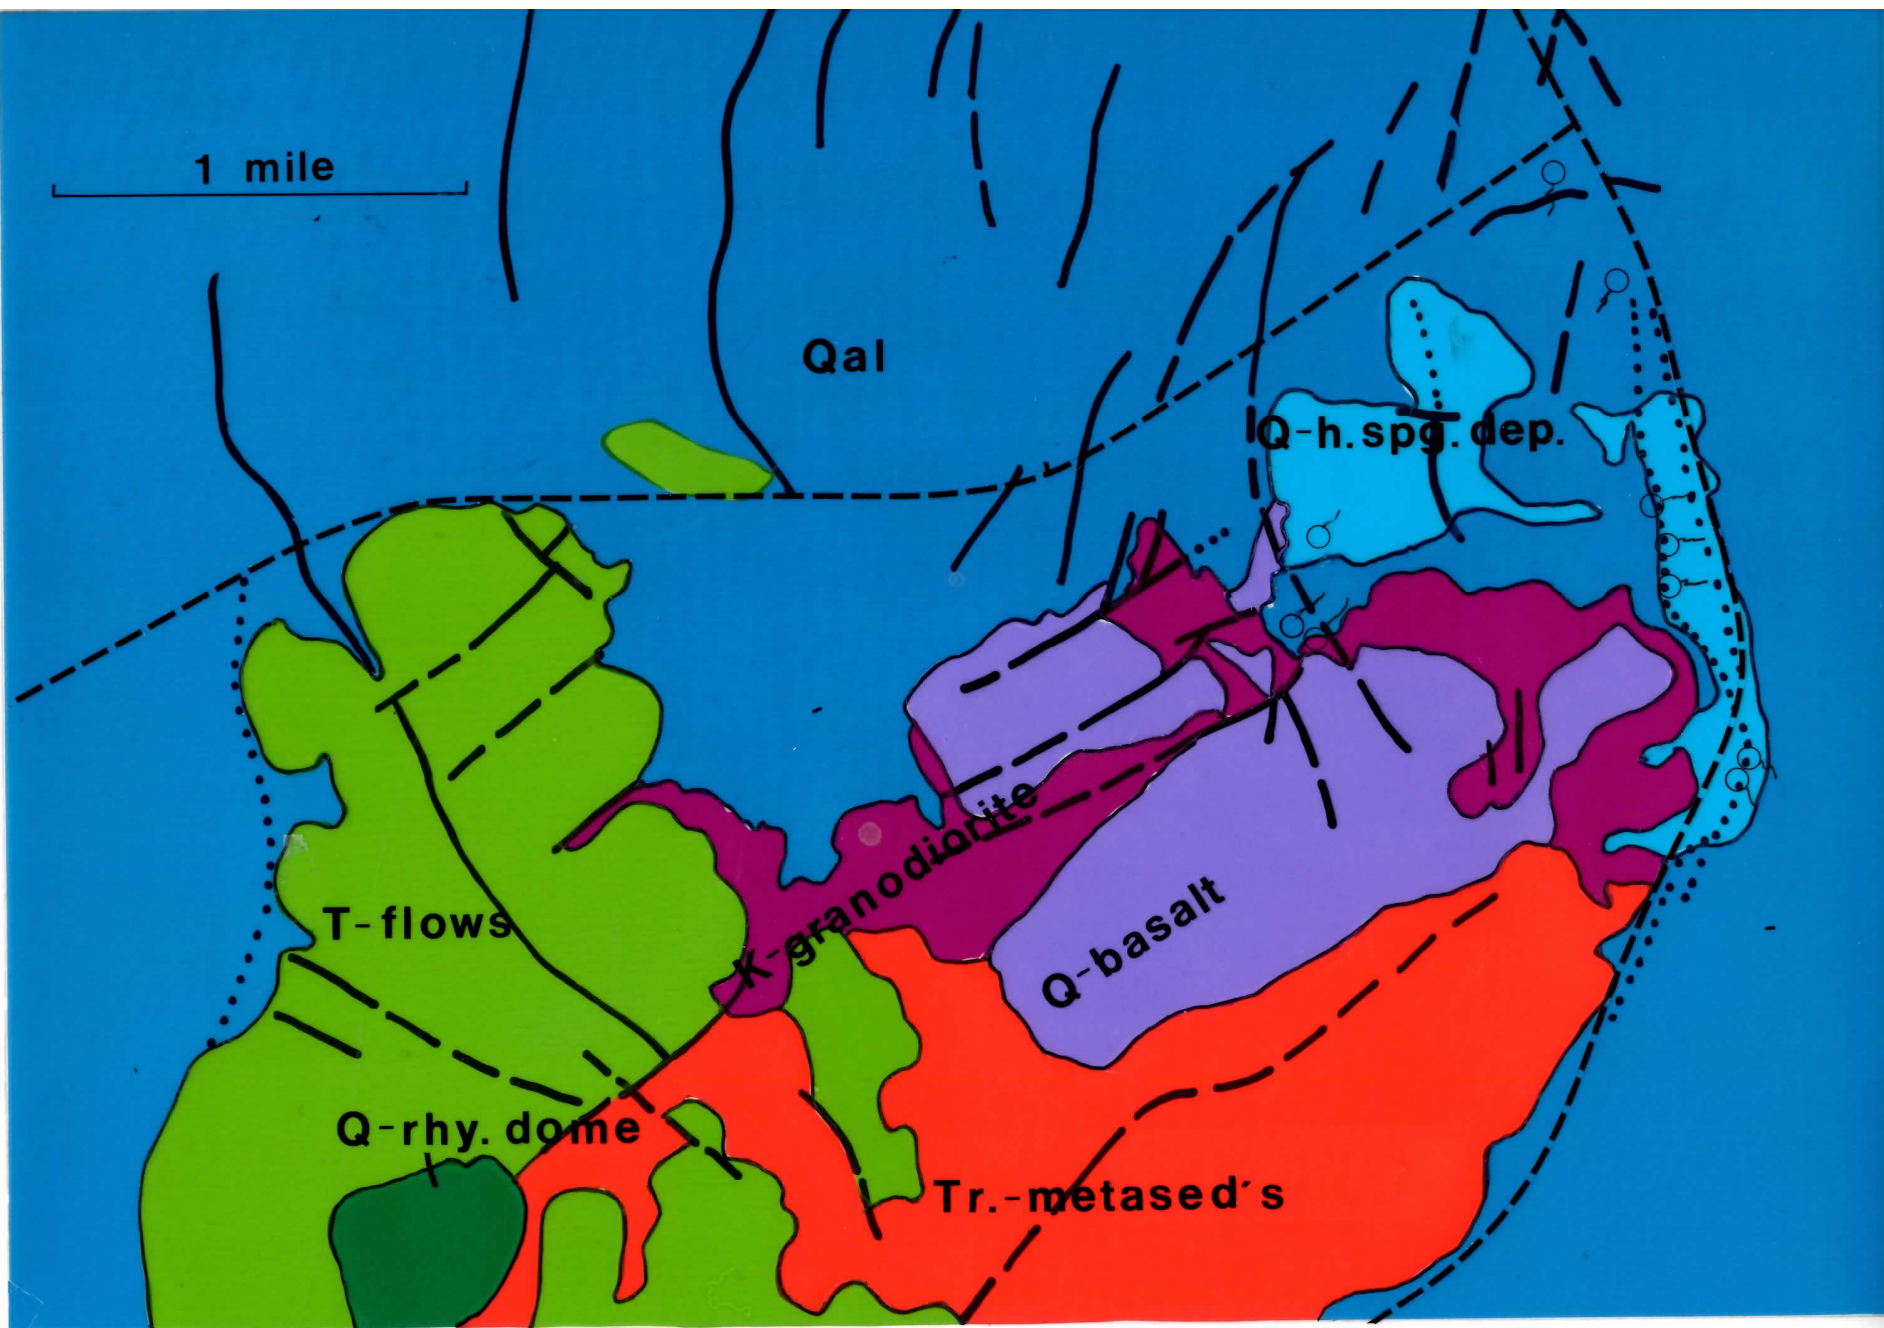 1 mile
Qal
Q-h.spg.dep.
K-granodiorite
T-flows
Q-basalt
Q-rhy. dome
Tr.-metased's